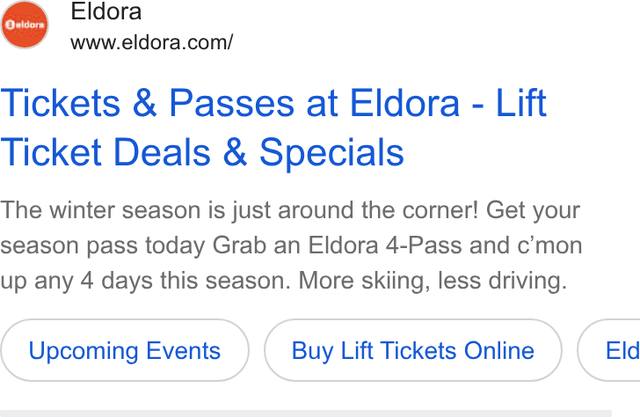 eldora
Eldora
www.eldora.com/
Tickets & Passes at Eldora - Lift
Ticket Deals & Specials
The winter season is just around the corner! Get your
season pass today Grab an Eldora 4-Pass and c’mon
up any 4 days this season. More skiing, less driving.
Upcoming Events
Buy Lift Tickets Online
Eld